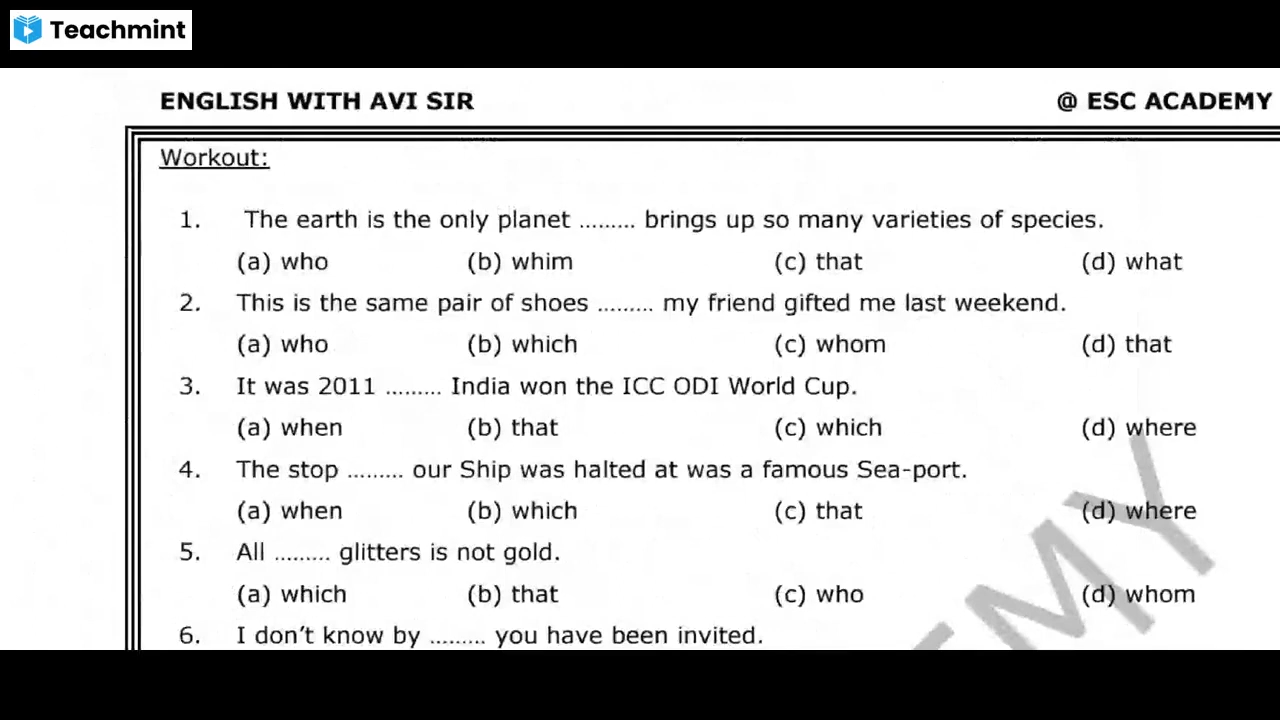 Teachmint
ENGLISH WITH AVI SIR @ ESC ACADEMY
Workout:
1. The earth is the only planet ......... brings up so many varieties of species.
(a) who (b) whim (c) that (d) what
2. This is the same pair of shoes ......... my friend gifted me last weekend.
(a) who (b) which (c) whom (d) that
3. It was 2011 ......... India won the ICC ODI World Cup.
(a) when (b) that (c) which (d) where
4. The stop ......... our Ship was halted at was a famous Sea-port.
(a) when (b) which (c) that (d) where
5. All ......... glitters is not gold.
(a) which (b) that (c) who (d) whom
6. I don't know by ......... you have been invited.
EMY